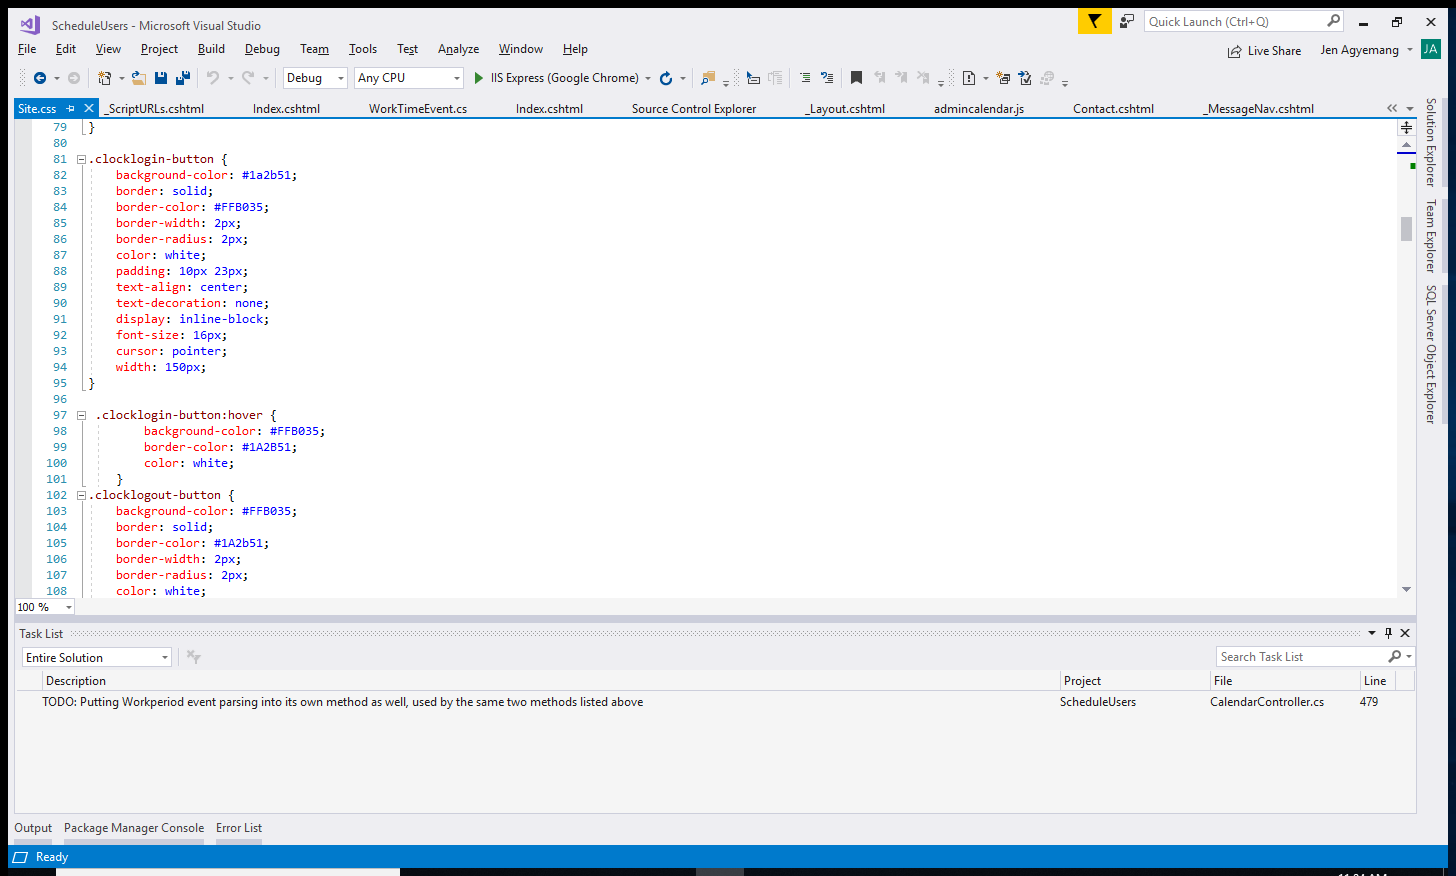 ScheduleUsers - Microsoft Visual Studio
Quick Launch (Ctrl+Q)
File Edit View Project Build Debug Team Tools Test Analyze Window Help
Live Share Jen Agyemang JA
Debug Any CPU IIS Express (Google Chrome)
Site.css _ScriptURLs.cshtml Index.cshtml WorkTimeEvent.cs Index.cshtml Source Control Explorer _Layout.cshtml admincalendar.js Contact.cshtml _MessageNav.cshtml
79 }
80
81 .clocklogin-button {
82 background-color: #1a2b51;
83 border: solid;
84 border-color: #FFB035;
85 border-width: 2px;
86 border-radius: 2px;
87 color: white;
88 padding: 10px 23px;
89 text-align: center;
90 text-decoration: none;
91 display: inline-block;
92 font-size: 16px;
93 cursor: pointer;
94 width: 150px;
95 }
96
97 .clocklogin-button:hover {
98 background-color: #FFB035;
99 border-color: #1A2B51;
100 color: white;
101 }
102 .clocklogout-button {
103 background-color: #FFB035;
104 border: solid;
105 border-color: #1A2b51;
106 border-width: 2px;
107 border-radius: 2px;
108 color: white;
100 %
Solution Explorer
Team Explorer
SQL Server Object Explorer
Task List
Entire Solution
Search Task List
Description Project File Line
TODO: Putting Workperiod event parsing into its own method as well, used by the same two methods listed above ScheduleUsers CalendarController.cs 479
Output Package Manager Console Error List
Ready